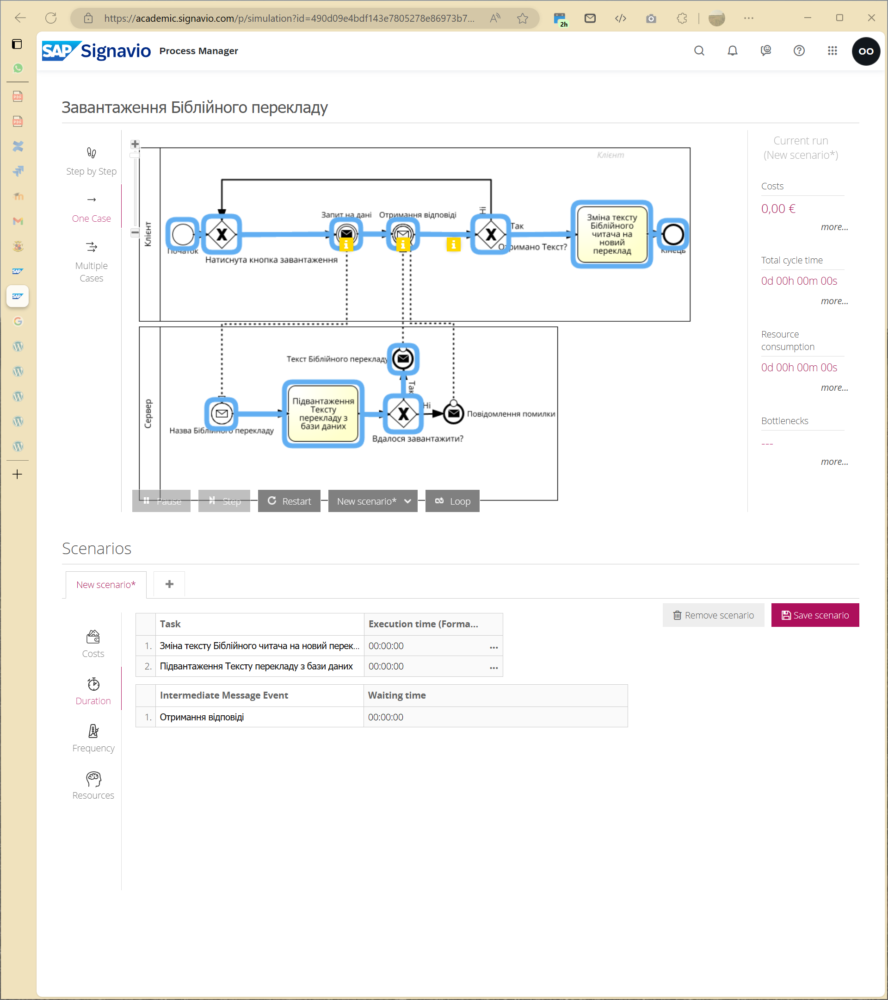 https://academic.signavio.com/p/simulation?id=490d09e4bdf143e7805278e86973b7...
2h
SAP Signavio Process Manager
OO
Завантаження Біблійного перекладу
Step by Step
One Case
Multiple
Cases
Клієнт
Клієнт
Початок
Натиснута кнопка завантаження
Запит на дані
Отримання відповіді
Ні
Так
Отримано Текст?
Зміна тексту
Біблійного
читача на
новий
переклад
Кінець
Сервер
Назва Біблійного перекладу
Підвантаження
Тексту
перекладу з
бази даних
Текст Біблійного перекладу
Так
Ні
Вдалося завантажити?
Повідомлення помилки
Pause
Step
Restart
New scenario*
Loop
Current run
(New scenario*)
Costs
0,00 €
more...
Total cycle time
0d 00h 00m 00s
more...
Resource
consumption
0d 00h 00m 00s
more...
Bottlenecks
---
more...
Scenarios
New scenario*
Remove scenario
Save scenario
Costs
Duration
Frequency
Resources
Task Execution time (Forma...
1. Зміна тексту Біблійного читача на новий перек... 00:00:00 ...
2. Підвантаження Тексту перекладу з бази даних 00:00:00 ...
Intermediate Message Event Waiting time
1. Отримання відповіді 00:00:00